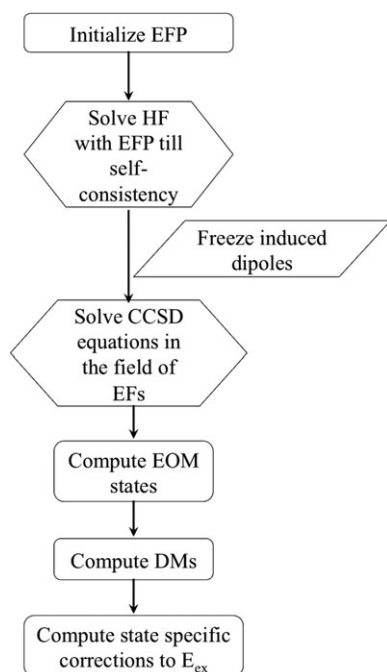 Initialize EFP
Solve HF
with EFP till
self-
consistency
Freeze induced
dipoles
Solve CCSD
equations in
the field of
EFs
Compute EOM
states
Compute DMs
Compute state specific
corrections to Eex